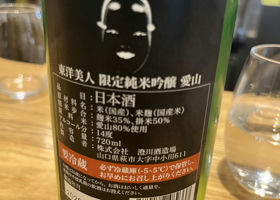 東洋美人 限定純米吟醸 愛山
日本酒
米(国産米)、米麹(国産米)
麹米35%、掛米50%
愛山80%使用
14度
720ml
株式会社 澄川酒造場
山口県萩市大字中小川611
要冷蔵
必ず冷蔵庫(-5~5℃)で保管し、
お早めにお召し上がりください。